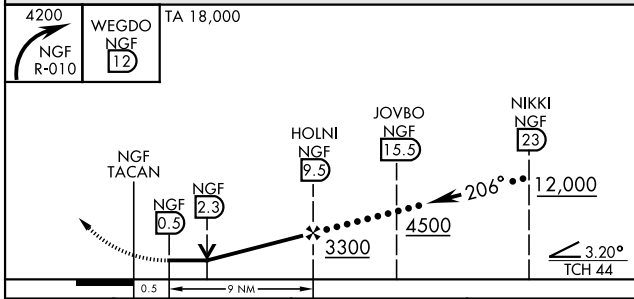 4200
NGF
R-010
WEGDO
NGF
12
TA 18,000
NIKKI
NGF
23
JOVBO
NGF
15.5
HOLNI
NGF
9.5
NGF
TACAN
NGF
0.5
NGF
2.3
206°
12,000
4500
3300
3.20°
TCH 44
0.5
9 NM